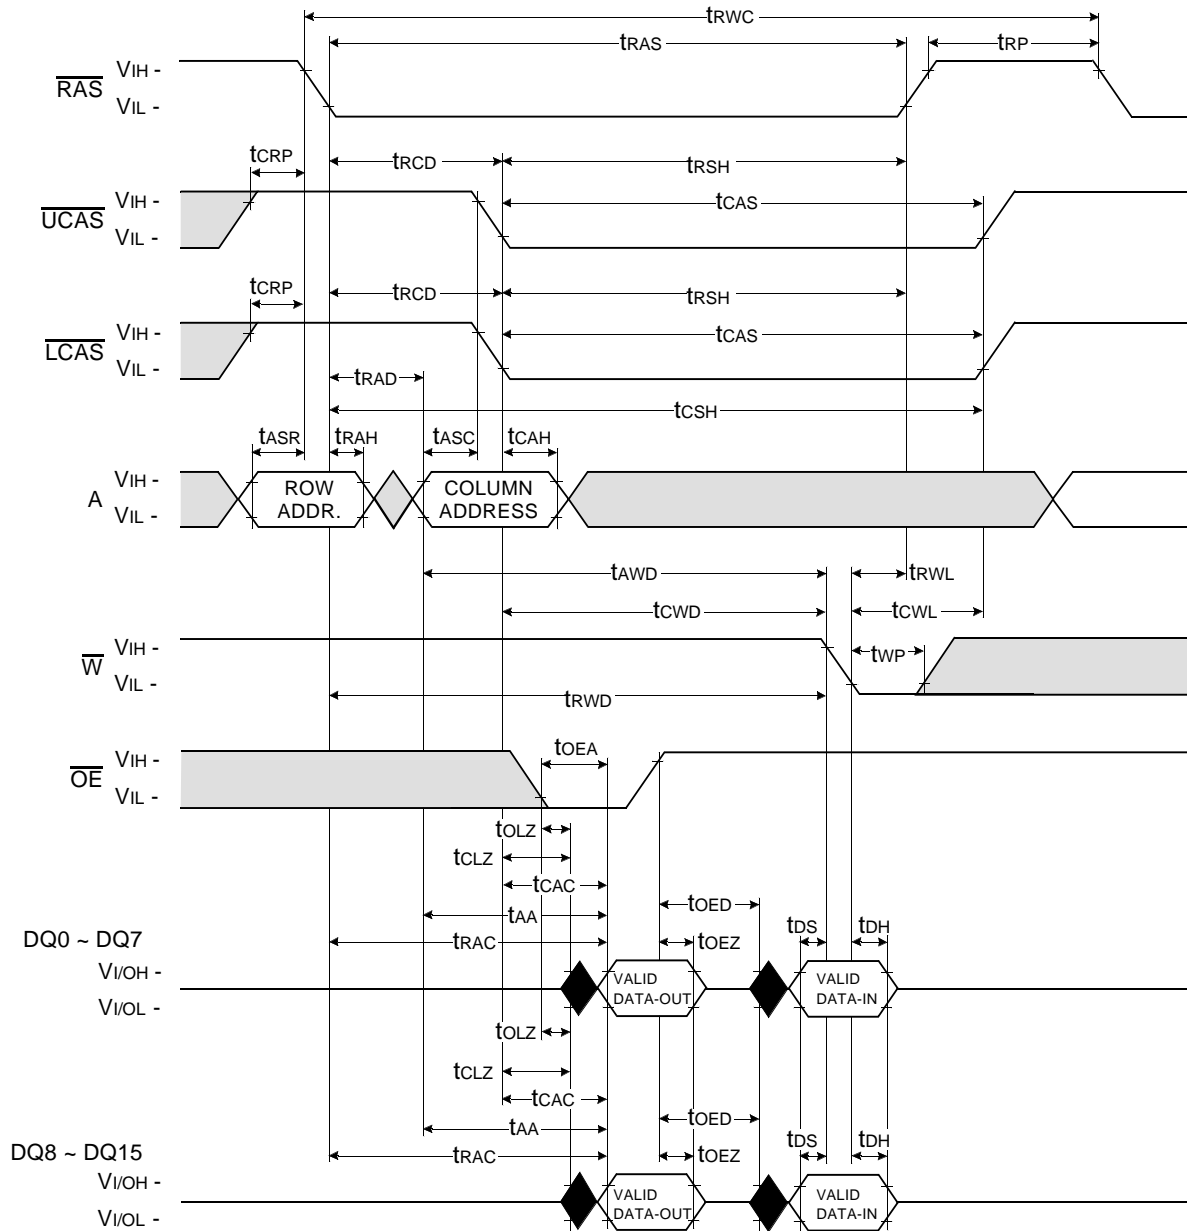 tRWC
tRAS
tRP
RAS
VIH -
VIL -
tCRP
tRCD
tRSH
UCAS
VIH -
VIL -
tCAS
tCRP
tRCD
tRSH
LCAS
VIH -
VIL -
tCAS
tRAD
tCSH
tASR
tRAH
tASC
tCAH
A
VIH -
VIL -
ROW
ADDR.
COLUMN
ADDRESS
tAWD
tRWL
tCWD
tCWL
W
VIH -
VIL -
tWP
tRWD
OE
VIH -
VIL -
tOEA
tOLZ
tCLZ
tCAC
tOED
tAA
tDS
tDH
DQ0 ~ DQ7
tRAC
tOEZ
VI/OH -
VI/OL -
VALID
DATA-OUT
VALID
DATA-IN
tOLZ
tCLZ
tCAC
tOED
tAA
tDS
tDH
DQ8 ~ DQ15
tRAC
tOEZ
VI/OH -
VI/OL -
VALID
DATA-OUT
VALID
DATA-IN